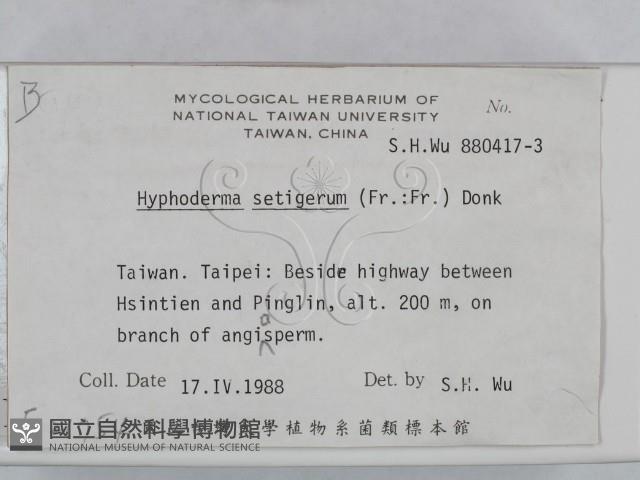 B
MYCOLOGICAL HERBARIUM OF
NATIONAL TAIWAN UNIVERSITY
TAIWAN, CHINA
No.
S.H.Wu 880417-3
Hyphoderma setigerum (Fr.:Fr.) Donk
Taiwan. Taipei: Beside highway between
Hsintien and Pinglin, alt. 200 m, on
branch of angisperm.
o
Coll. Date 17.IV.1988
Det. by S.H. Wu
學植物系菌類標本館
國立自然科學博物館
NATIONAL MUSEUM OF NATURAL SCIENCE